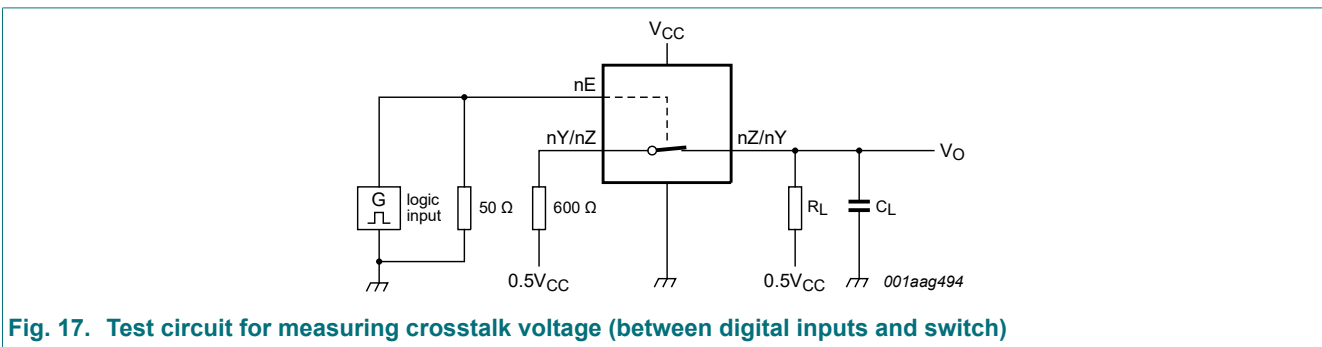 VCC
nE
nY/nZ
nZ/nY
VO
G
logic
input
50 Ω
600 Ω
RL
CL
0.5VCC
0.5VCC
001aag494
Fig. 17. Test circuit for measuring crosstalk voltage (between digital inputs and switch)